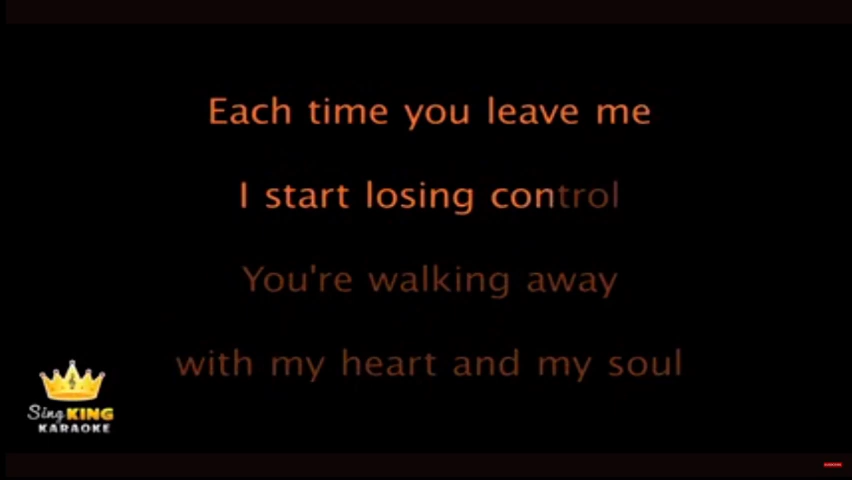 Each time you leave me
I start losing control
You're walking away
with my heart and my soul
Sing KING
KARAOKE